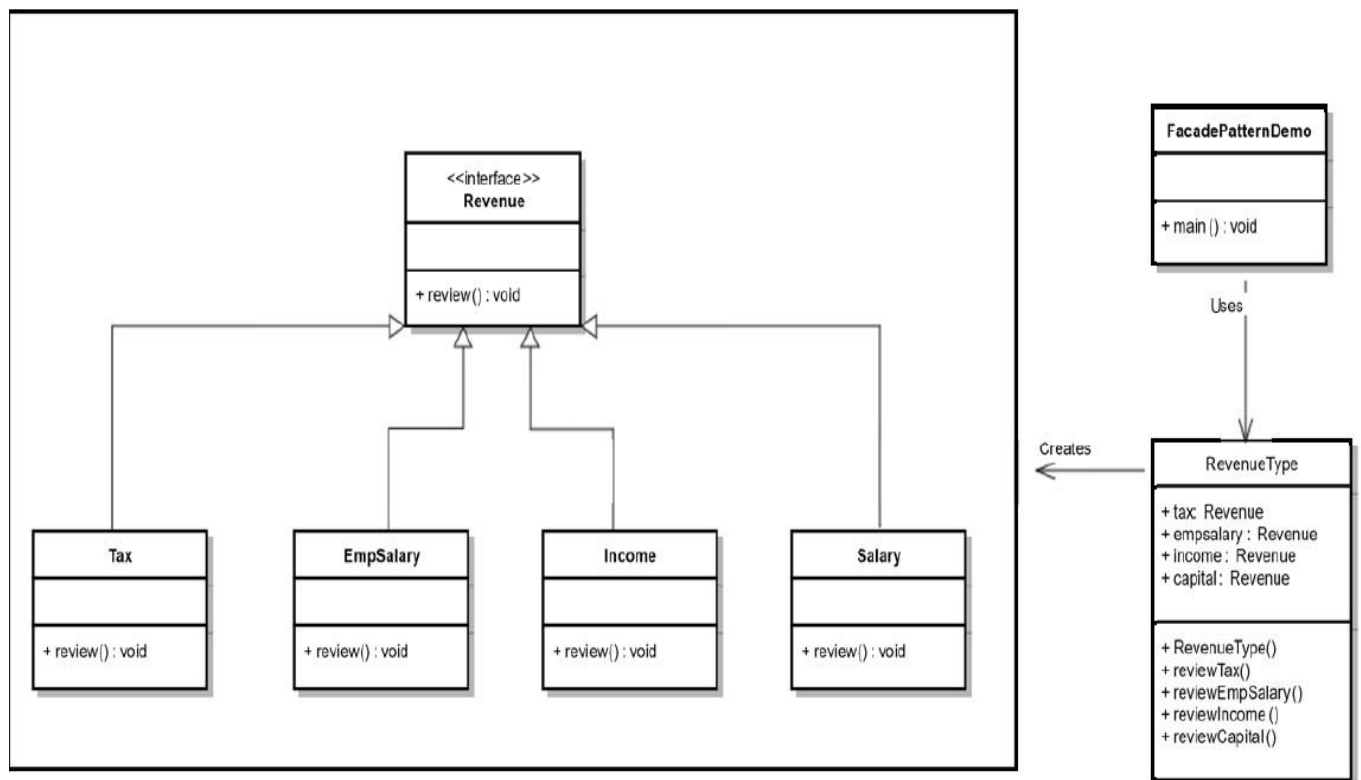 FacadePatternDemo
+ main () : void
<<interface>>
Revenue
+ review() : void
Uses
Creates
RevenueType
+ tax: Revenue
+ empsalary : Revenue
+ income : Revenue
+ capital : Revenue
+ RevenueType()
+ reviewTax()
+ reviewEmpSalary()
+ reviewIncome ()
+ reviewCapital ()
Tax
+ review() : void
EmpSalary
+ review() : void
Income
+ review() : void
Salary
+ review() : void